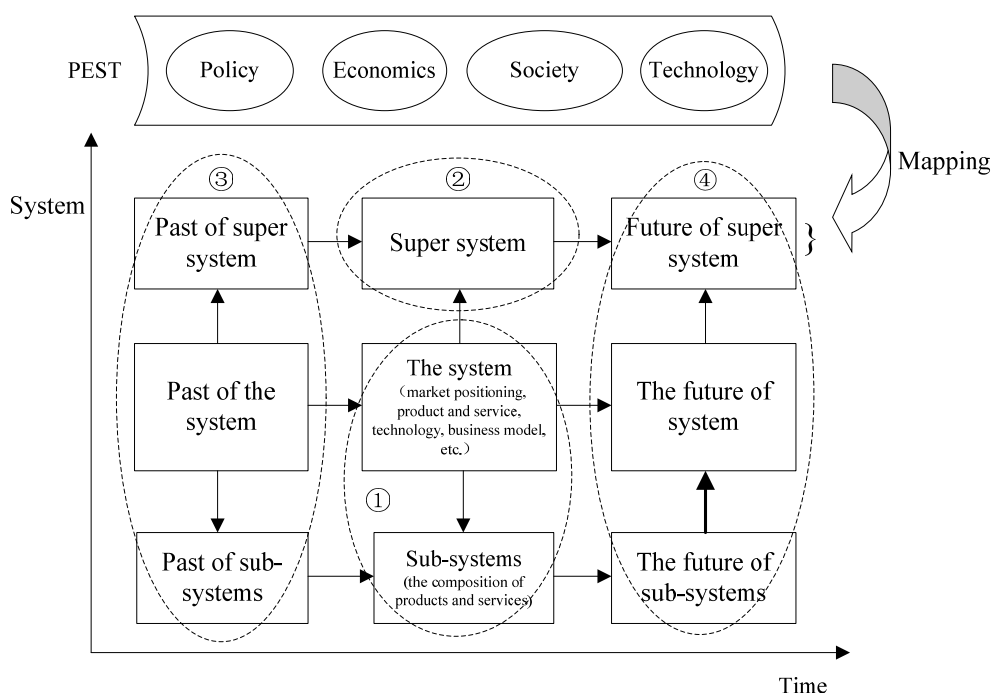 PEST
Policy
Economics
Society
Technology
Mapping
System
③
②
④
Past of super
system
Super system
Future of super
system
}
Past of the
system
The system
（market positioning,
product and service,
technology, business model,
etc.）
The future of
system
①
Past of sub-
systems
Sub-systems
(the composition of
products and services)
The future of
sub-systems
Time